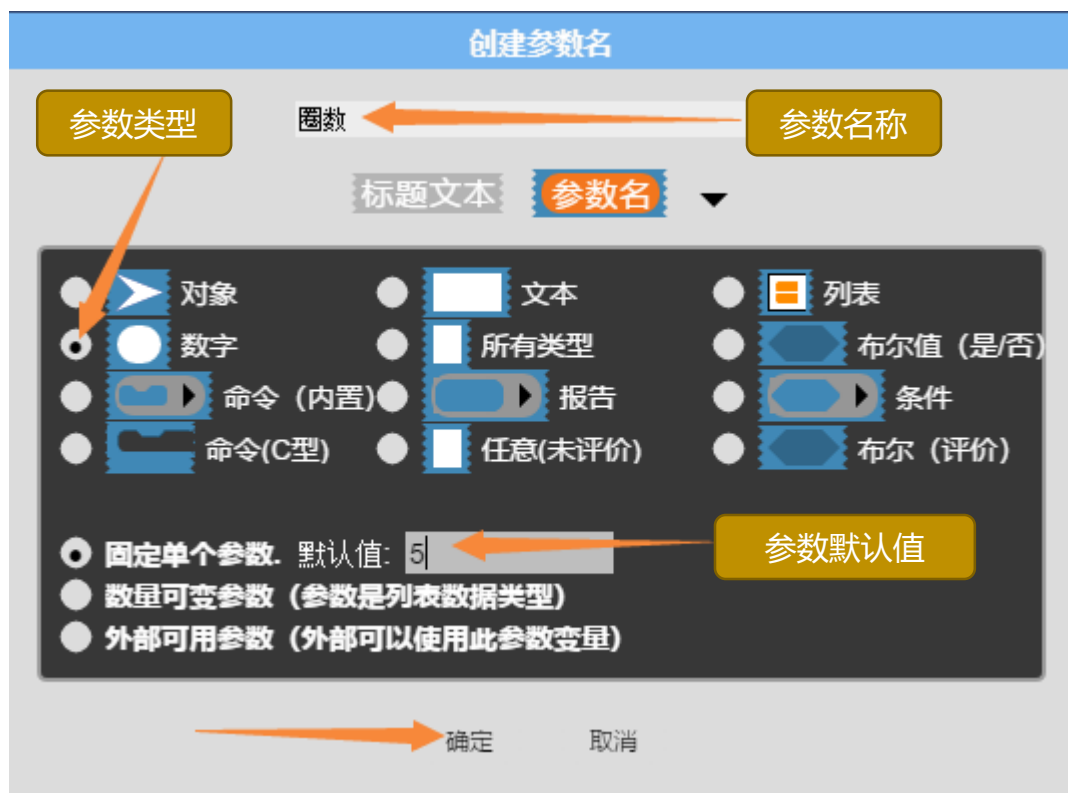 创建参数名
参数类型
圈数
参数名称
标题文本 参数名
对象 文本 列表
数字 所有类型 布尔值（是/否）
命令（内置） 报告 条件
命令(C型) 任意(未评价) 布尔（评价）
固定单个参数. 默认值: 5
参数默认值
数量可变参数（参数是列表数据类型）
外部可用参数（外部可以使用此参数变量）
确定 取消